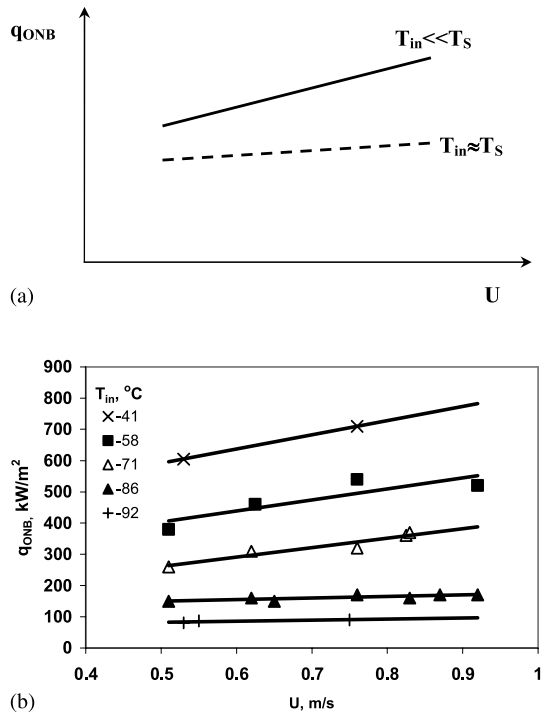 qONB
Tin<<TS
Tin≈TS
(a)
U
900
800
700
600
500
400
300
200
100
0
qONB, kW/m²
Tin, °C
×-41
■-58
△-71
▲-86
+-92
0.4 0.5 0.6 0.7 0.8 0.9 1
(b)
U, m/s